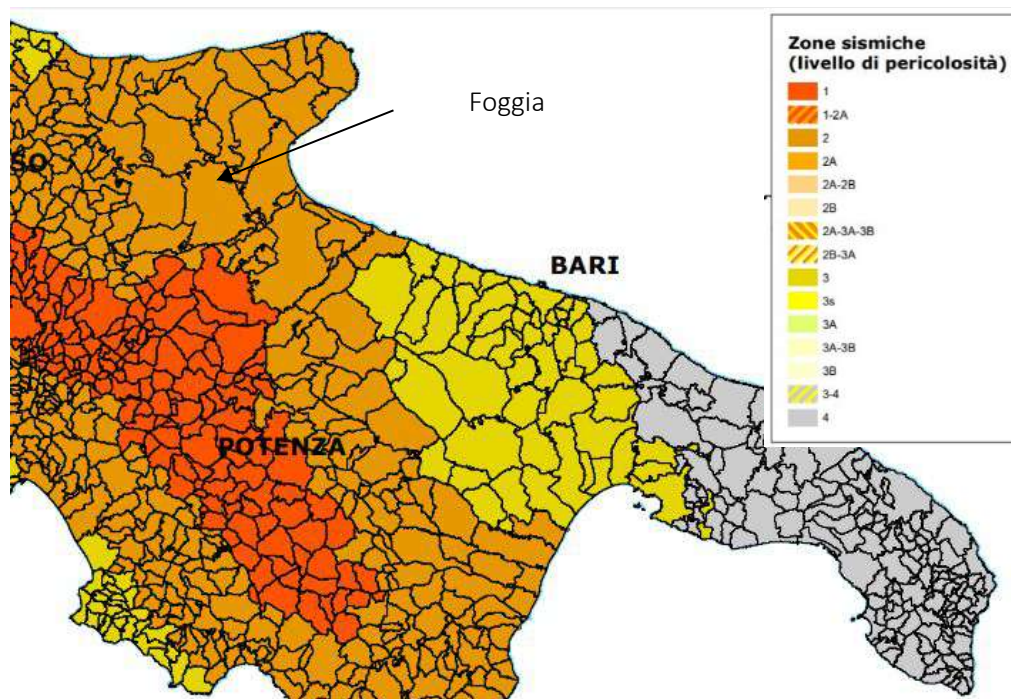 Foggia
SO
BARI
POTENZA
Zone sismiche
(livello di pericolosità)
1
1-2A
2
2A
2A-2B
2B
2A-3A-3B
2B-3A
3
3s
3A
3A-3B
3B
3-4
4